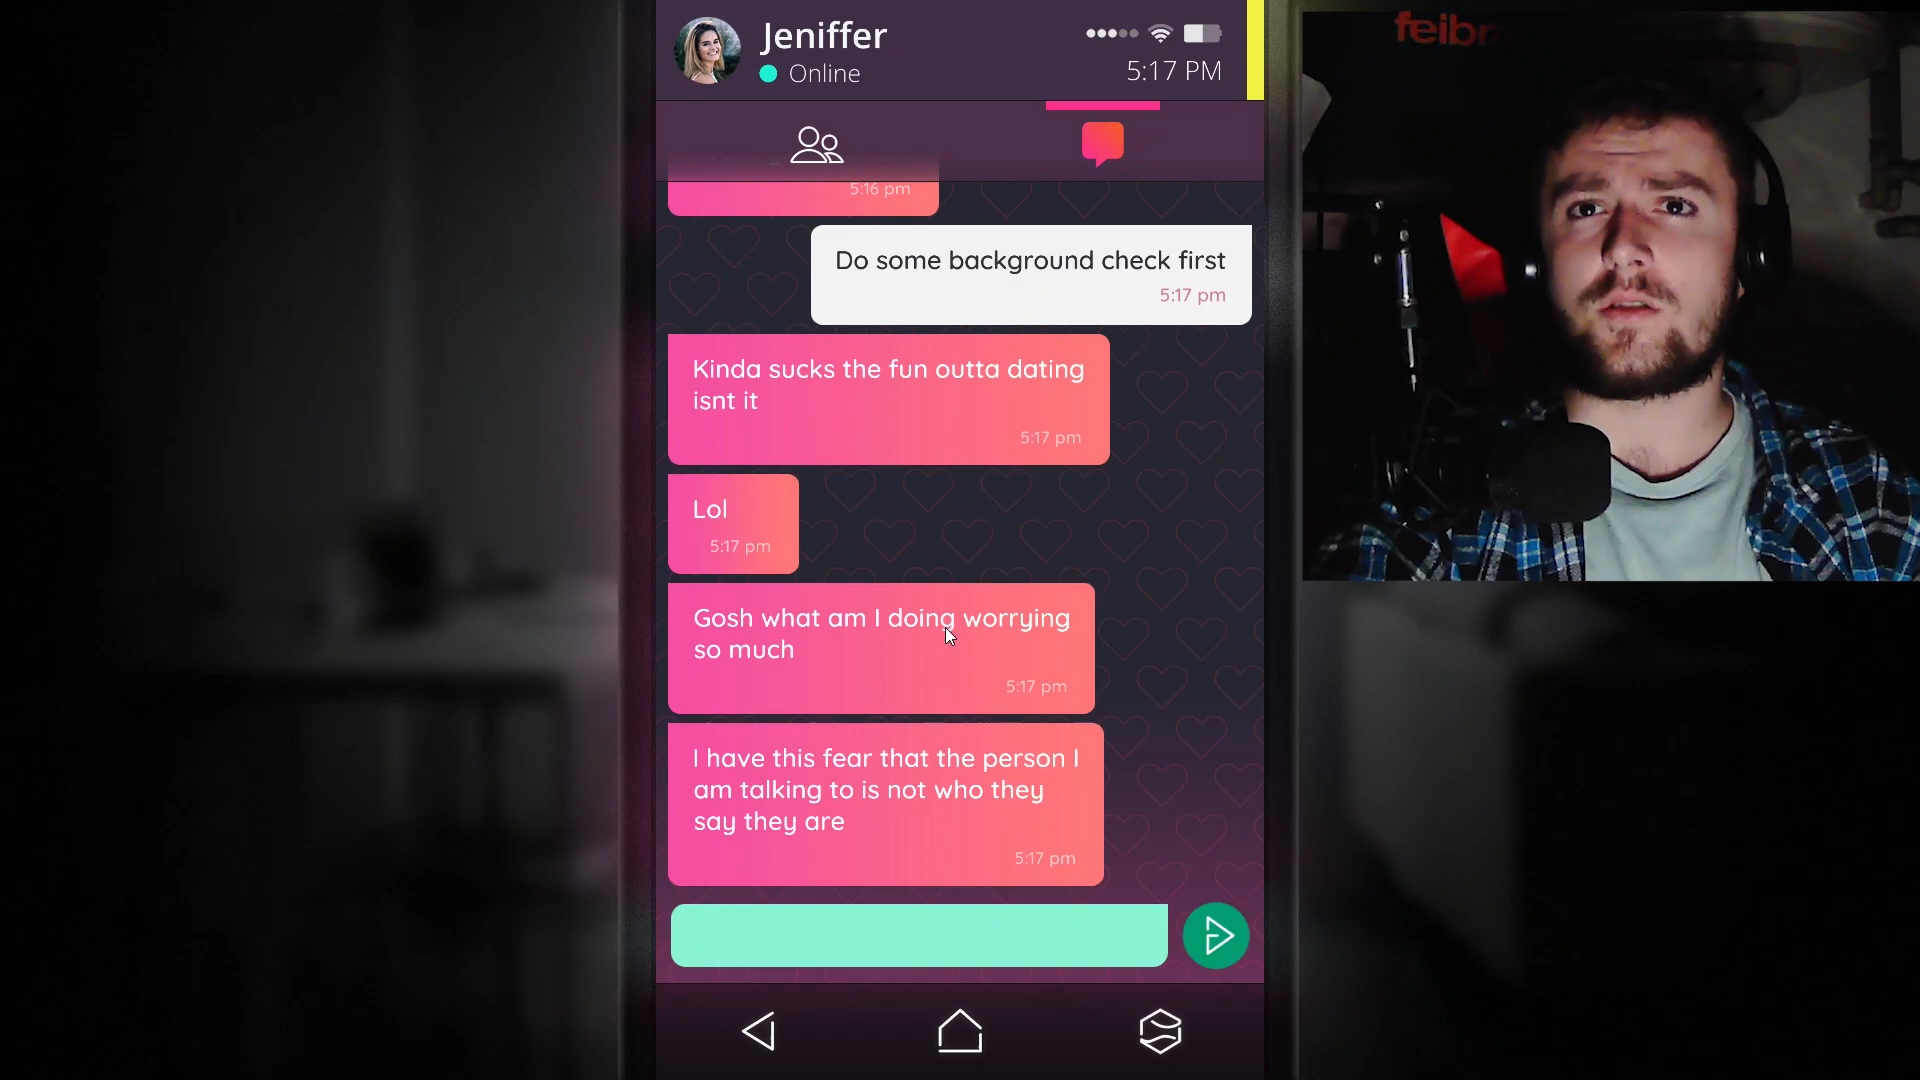 Jeniffer
Online
5:17 PM
5:16 pm
Do some background check first
5:17 pm
Kinda sucks the fun outta dating
isnt it
5:17 pm
Lol
5:17 pm
Gosh what am I doing worrying
so much
5:17 pm
I have this fear that the person I
am talking to is not who they
say they are
5:17 pm